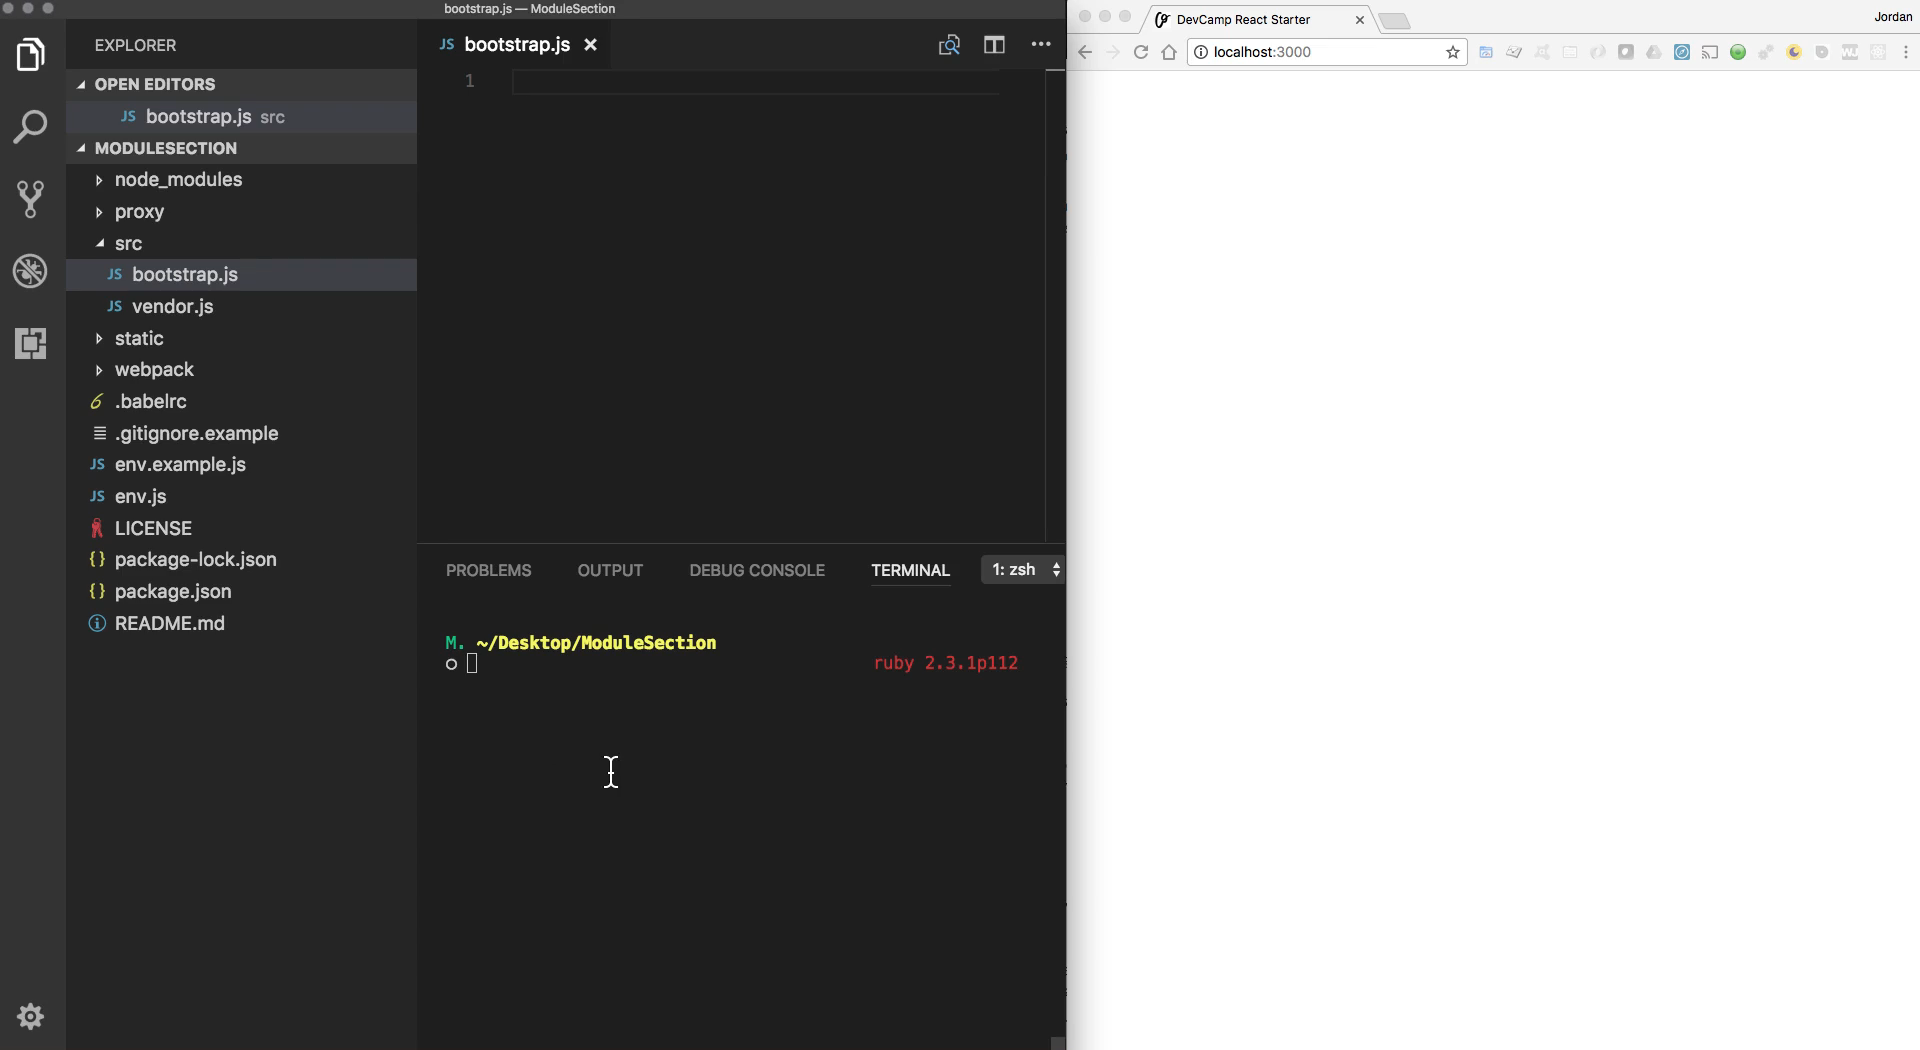 bootstrap.js — ModuleSection
EXPLORER
OPEN EDITORS
JS bootstrap.js src
MODULESECTION
node_modules
proxy
src
JS bootstrap.js
JS vendor.js
static
webpack
.babelrc
.gitignore.example
JS env.example.js
JS env.js
LICENSE
{} package-lock.json
{} package.json
README.md
JS bootstrap.js
1
PROBLEMS
OUTPUT
DEBUG CONSOLE
TERMINAL
1: zsh
M. ~/Desktop/ModuleSection
ruby 2.3.1p112
DevCamp React Starter
Jordan
localhost:3000